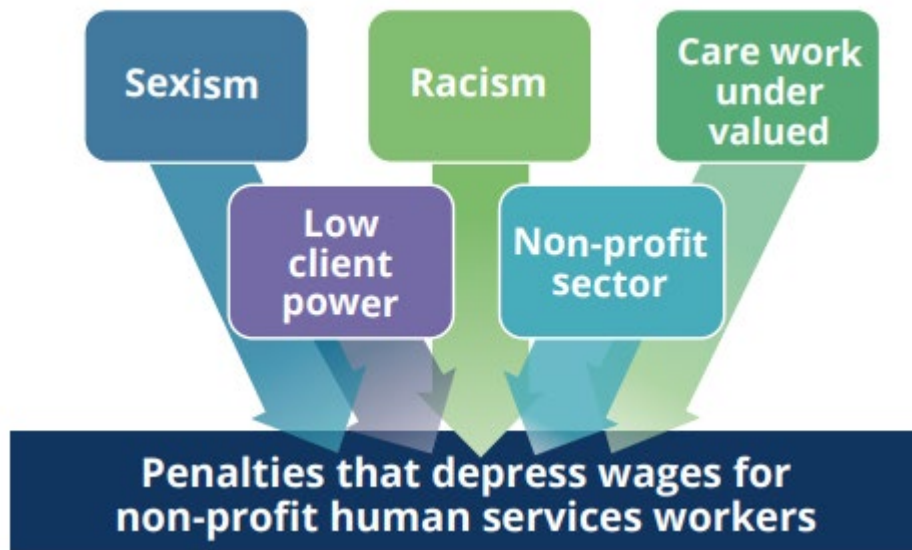 Sexism
Racism
Care work
under
valued
Low
client
power
Non-profit
sector
Penalties that depress wages for
non-profit human services workers